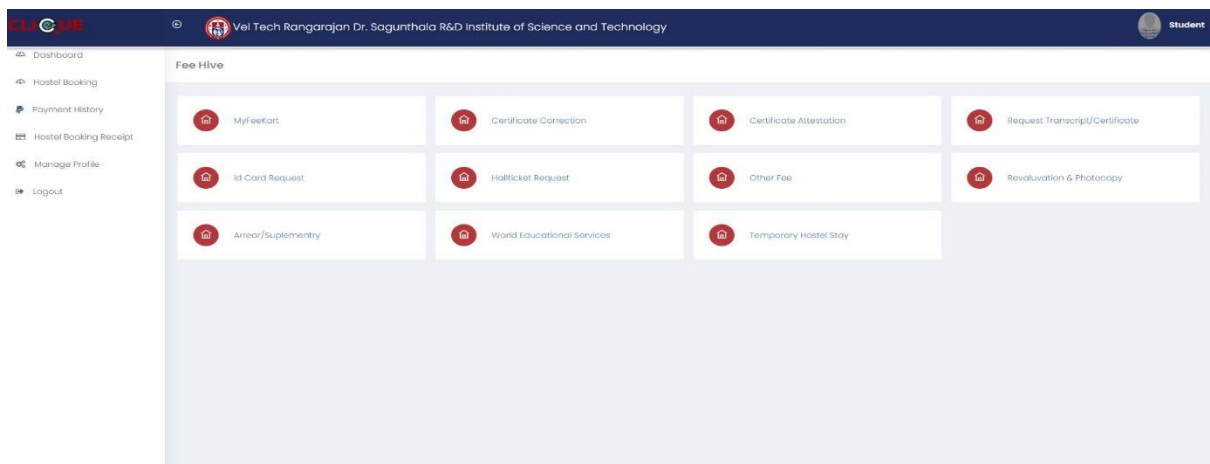 CLIQUE
Vel Tech Rangarajan Dr. Sagunthala R&D Institute of Science and Technology
Student
Dashboard
Hostel Booking
Payment History
Hostel Booking Receipt
Manage Profile
Logout
Fee Hive
MyFeeKart
Certificate Correction
Certificate Attestation
Request Transcript/Certificate
Id Card Request
Hallticket Request
Other Fee
Revaluvation & Photocopy
Arrear/Suplementry
World Educational Services
Temporary Hostel Stay